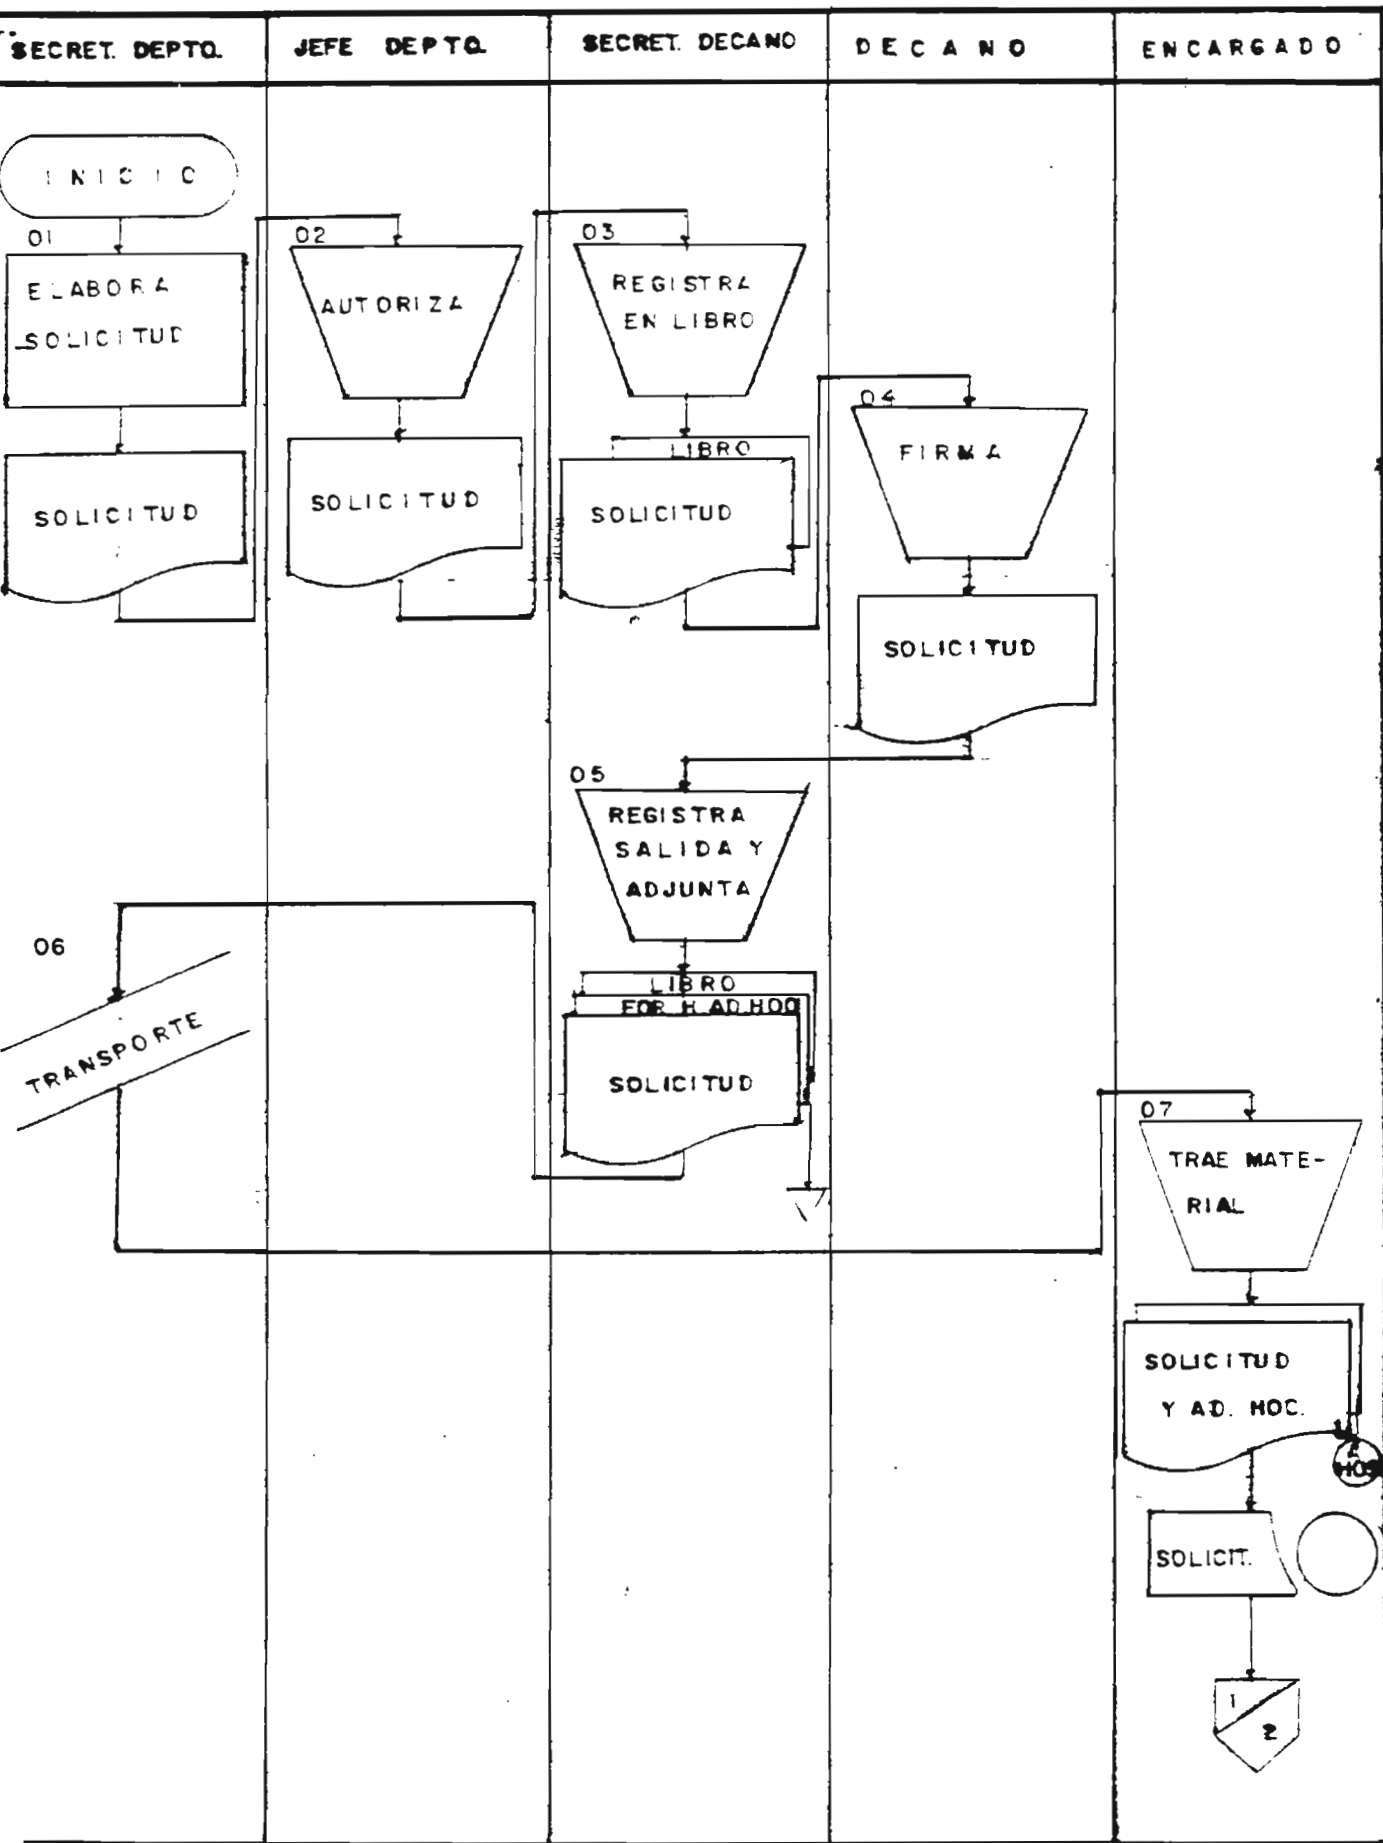 SECRET. DEPTO.
JEFE DEPTO.
SECRET. DECANO
DECANO
ENCARGADO
INICIO
01
ELABORA
SOLICITUD
SOLICITUD
02
AUTORIZA
SOLICITUD
03
REGISTRA
EN LIBRO
LIBRO
SOLICITUD
04
FIRMA
SOLICITUD
05
REGISTRA
SALIDA Y
ADJUNTA
LIBRO
AD.HOC
SOLICITUD
06
TRANSPORTE
07
TRAE MATE-
RIAL
SOLICITUD
Y AD. HOC.
SOLICIT.
1
2